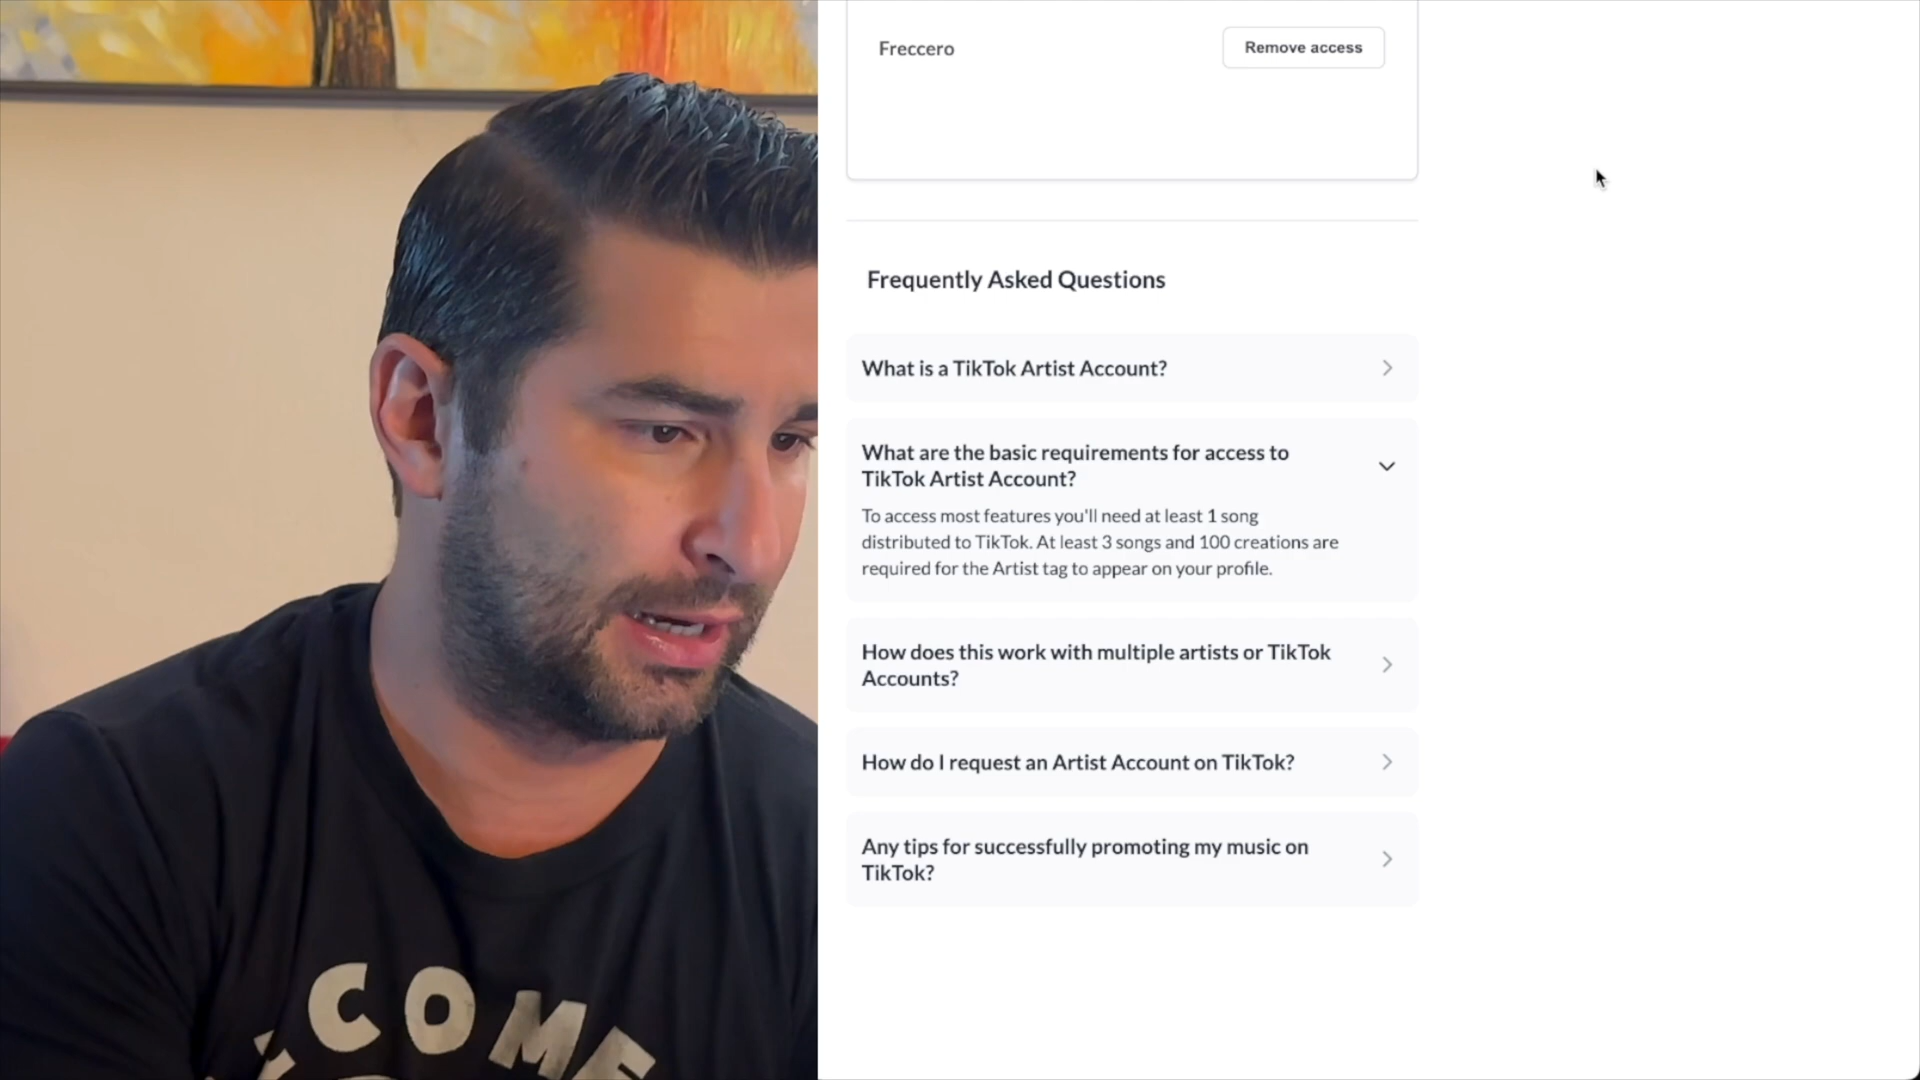 Freccero
Remove access
Frequently Asked Questions
What is a TikTok Artist Account?
What are the basic requirements for access to
TikTok Artist Account?
To access most features you'll need at least 1 song
distributed to TikTok. At least 3 songs and 100 creations are
required for the Artist tag to appear on your profile.
How does this work with multiple artists or TikTok
Accounts?
How do I request an Artist Account on TikTok?
Any tips for successfully promoting my music on
TikTok?
COME